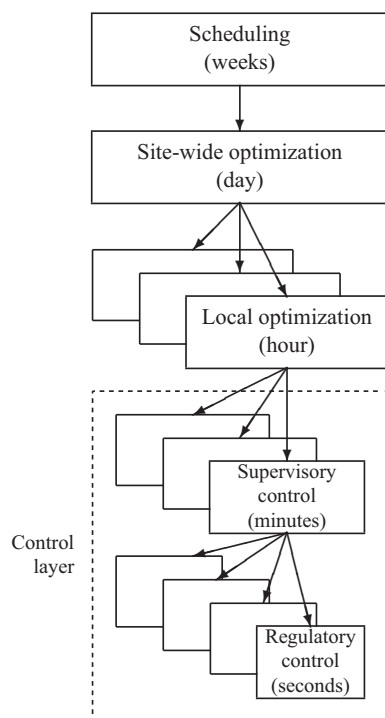 Scheduling
(weeks)
Site-wide optimization
(day)
Local optimization
(hour)
Supervisory
control
(minutes)
Control
layer
Regulatory
control
(seconds)